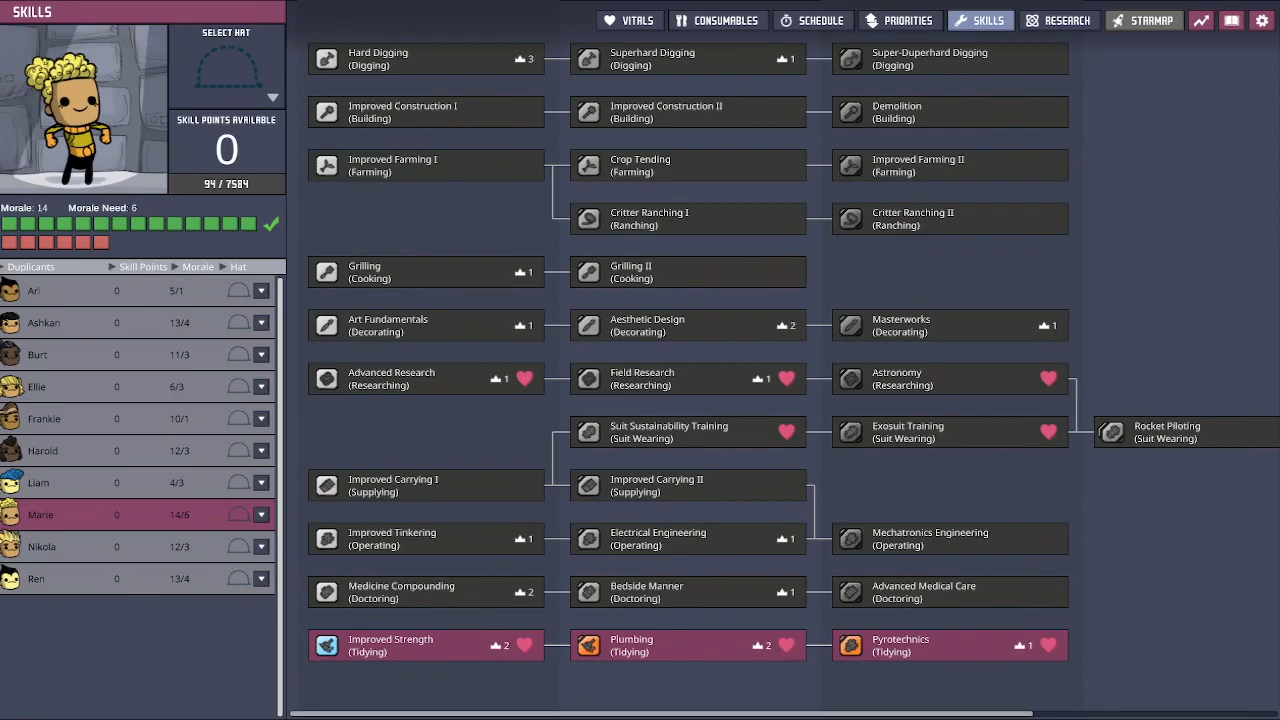 SKILLS
VITALS
CONSUMABLES
SCHEDULE
PRIORITIES
SKILLS
RESEARCH
STARMAP
SELECT HAT
SKILL POINTS AVAILABLE
0
94 / 7584
Morale: 14
Morale Need: 6
Duplicants
Skill Points
Morale
Hat
Ari 0 5/1
Ashkan 0 13/4
Burt 0 11/3
Ellie 0 6/3
Frankie 0 10/1
Harold 0 12/3
Liam 0 4/3
Marie 0 14/6
Nikola 0 12/3
Ren 0 13/4
Hard Digging
(Digging)
3
Superhard Digging
(Digging)
1
Super-Duperhard Digging
(Digging)
Improved Construction I
(Building)
Improved Construction II
(Building)
Demolition
(Building)
Improved Farming I
(Farming)
Crop Tending
(Farming)
Improved Farming II
(Farming)
Critter Ranching I
(Ranching)
Critter Ranching II
(Ranching)
Grilling
(Cooking)
1
Grilling II
(Cooking)
Art Fundamentals
(Decorating)
1
Aesthetic Design
(Decorating)
2
Masterworks
(Decorating)
1
Advanced Research
(Researching)
1
Field Research
(Researching)
1
Astronomy
(Researching)
Suit Sustainability Training
(Suit Wearing)
Exosuit Training
(Suit Wearing)
Rocket Piloting
(Suit Wearing)
Improved Carrying I
(Supplying)
Improved Carrying II
(Supplying)
Improved Tinkering
(Operating)
1
Electrical Engineering
(Operating)
1
Mechatronics Engineering
(Operating)
Medicine Compounding
(Doctoring)
2
Bedside Manner
(Doctoring)
1
Advanced Medical Care
(Doctoring)
Improved Strength
(Tidying)
2
Plumbing
(Tidying)
2
Pyrotechnics
(Tidying)
1